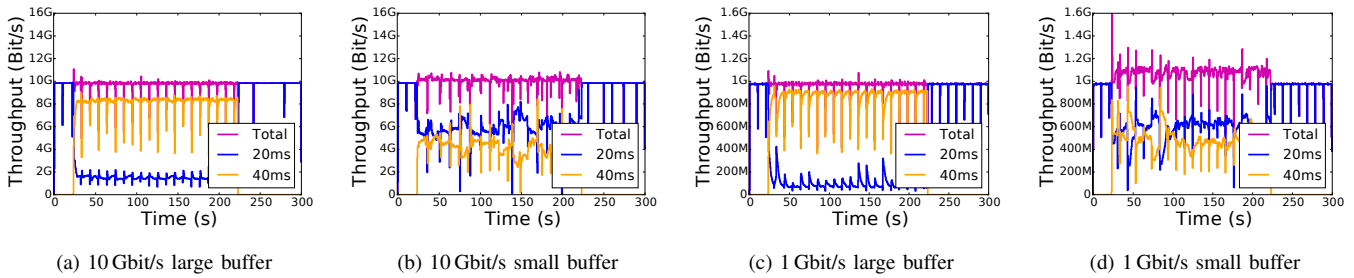 Throughput (Bit/s)
16G
14G
12G
10G
8G
6G
4G
2G
0
0 50 100 150 200 250 300
Time (s)
Total
20ms
40ms
(a) 10 Gbit/s large buffer
Throughput (Bit/s)
16G
14G
12G
10G
8G
6G
4G
2G
0
0 50 100 150 200 250 300
Time (s)
Total
20ms
40ms
(b) 10 Gbit/s small buffer
Throughput (Bit/s)
1.6G
1.4G
1.2G
1G
800M
600M
400M
200M
0
0 50 100 150 200 250 300
Time (s)
Total
20ms
40ms
(c) 1 Gbit/s large buffer
Throughput (Bit/s)
1.6G
1.4G
1.2G
1G
800M
600M
400M
200M
0
0 50 100 150 200 250 300
Time (s)
Total
20ms
40ms
(d) 1 Gbit/s small buffer